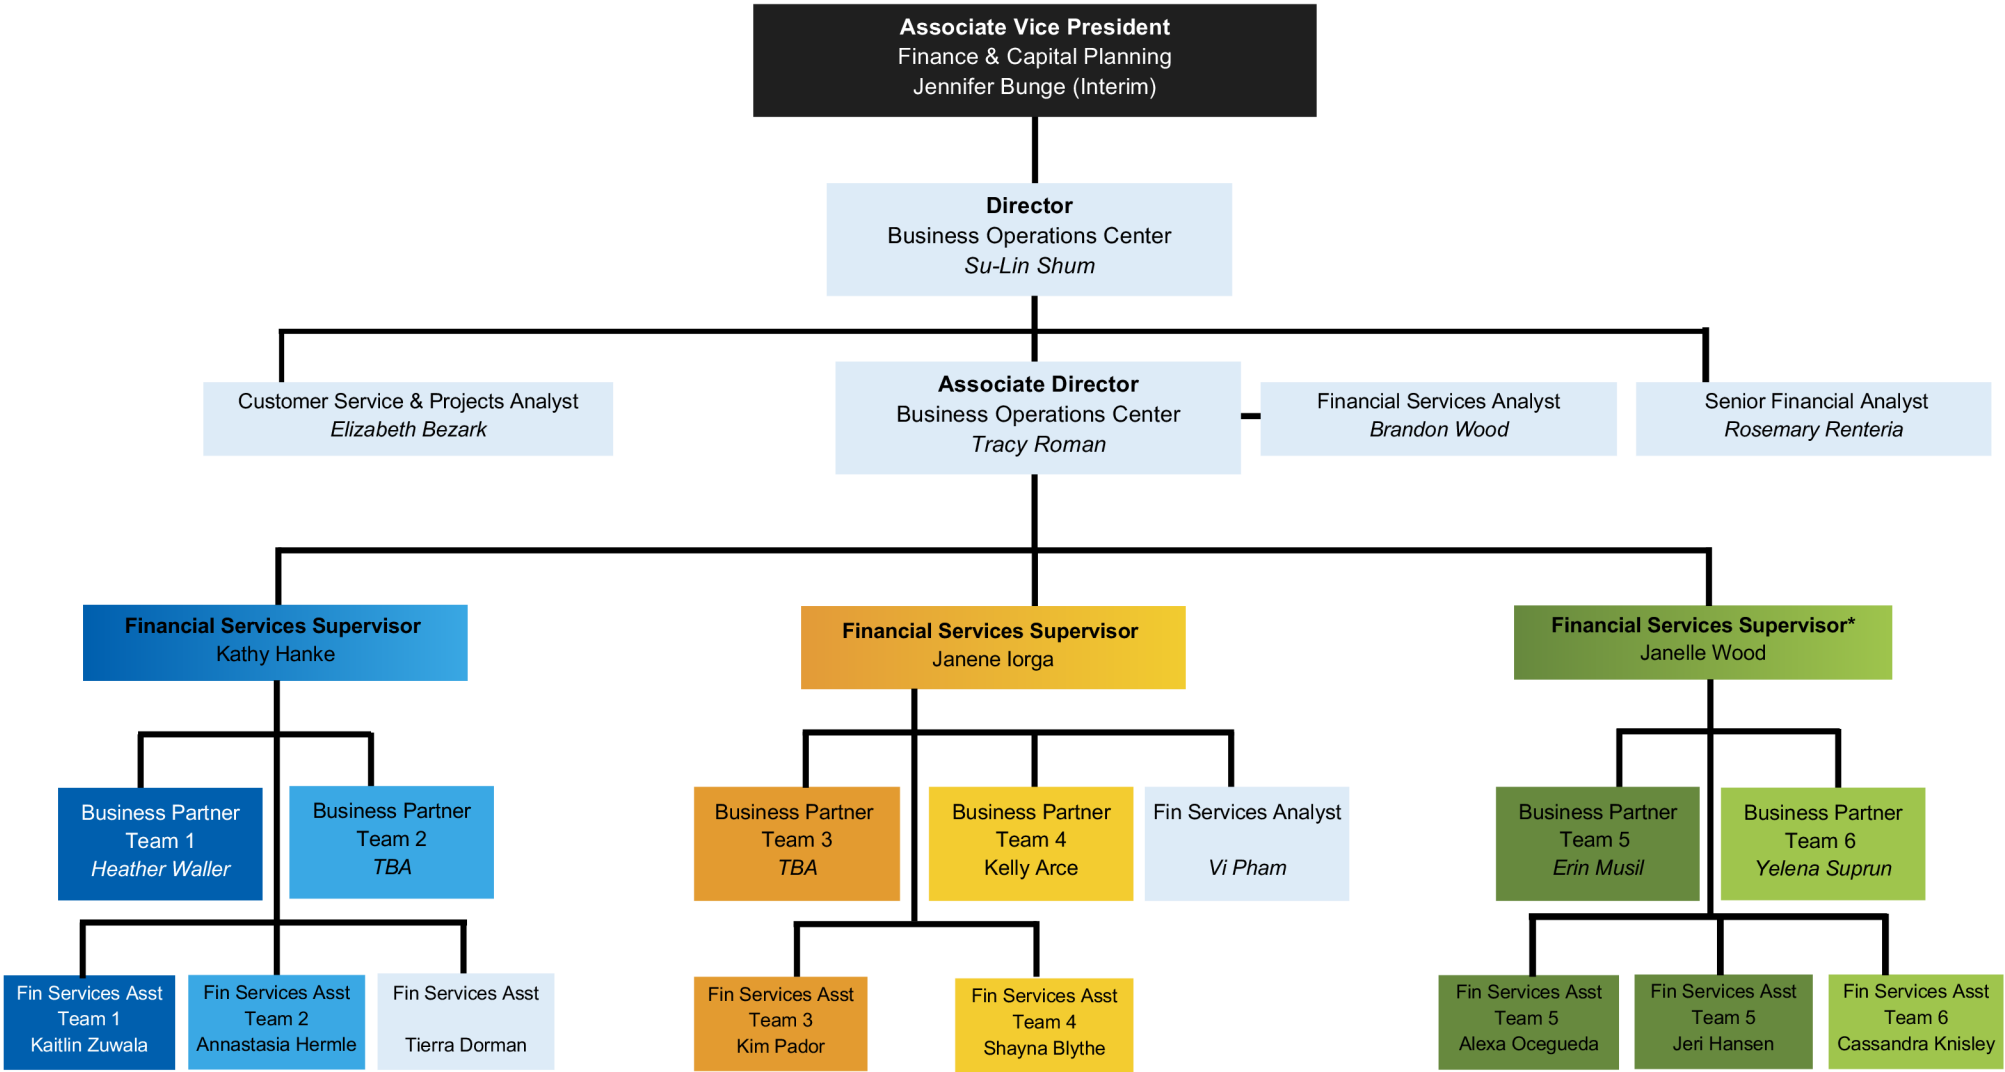 Associate Vice President
Finance & Capital Planning
Jennifer Bunge (Interim)
Director
Business Operations Center
Su-Lin Shum
Customer Service & Projects Analyst
Elizabeth Bezark
Associate Director
Business Operations Center
Tracy Roman
Financial Services Analyst
Brandon Wood
Senior Financial Analyst
Rosemary Renteria
Financial Services Supervisor
Kathy Hanke
Financial Services Supervisor
Janene Iorga
Financial Services Supervisor*
Janelle Wood
Business Partner
Team 1
Heather Waller
Business Partner
Team 2
TBA
Business Partner
Team 3
TBA
Business Partner
Team 4
Kelly Arce
Fin Services Analyst
Vi Pham
Business Partner
Team 5
Erin Musil
Business Partner
Team 6
Yelena Suprun
Fin Services Asst
Team 1
Kaitlin Zuwala
Fin Services Asst
Team 2
Annastasia Hermle
Fin Services Asst
Tierra Dorman
Fin Services Asst
Team 3
Kim Pador
Fin Services Asst
Team 4
Shayna Blythe
Fin Services Asst
Team 5
Alexa Ocegueda
Fin Services Asst
Team 5
Jeri Hansen
Fin Services Asst
Team 6
Cassandra Knisley